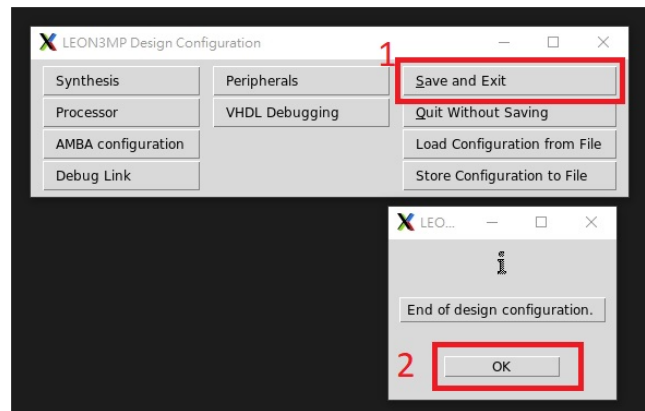 LEON3MP Design Configuration
1
Synthesis
Peripherals
Save and Exit
Processor
VHDL Debugging
Quit Without Saving
AMBA configuration
Load Configuration from File
Debug Link
Store Configuration to File
LEO...
i
End of design configuration.
2
OK